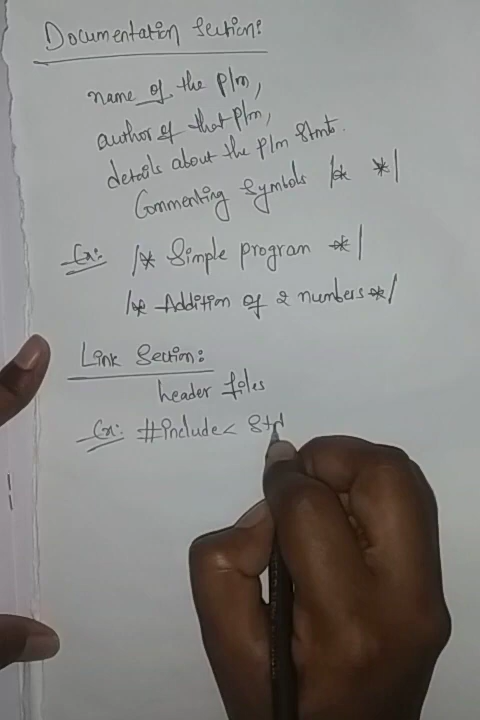 Documentation Section:
name of the p/m,
author of that p/m,
details about the p/m stmts.
Commenting Symbols /* */
Ex: /* Simple program */
/* Addition of 2 numbers */
Link Section:
header files
Ex: #include< Std